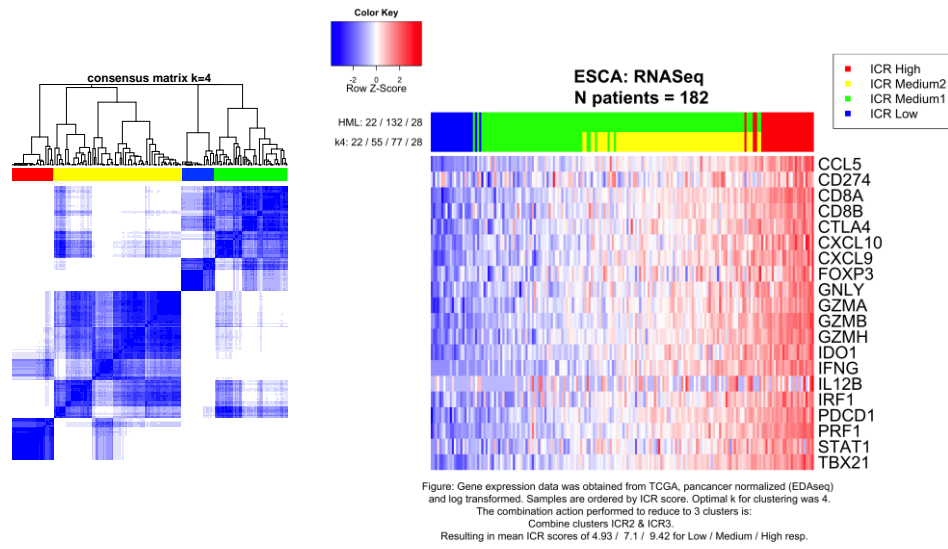 consensus matrix k=4
Color Key
-2 0 2
Row Z-Score
ESCA: RNASeq
N patients = 182
ICR High
ICR Medium2
ICR Medium1
ICR Low
HML: 22 / 132 / 28
k4: 22 / 55 / 77 / 28
CCL5
CD274
CD8A
CD8B
CTLA4
CXCL10
CXCL9
FOXP3
GNLY
GZMA
GZMB
GZMH
IDO1
IFNG
IL12B
IRF1
PDCD1
PRF1
STAT1
TBX21
Figure: Gene expression data was obtained from TCGA, pancancer normalized (EDAseq)
and log transformed. Samples are ordered by ICR score. Optimal k for clustering was 4.
The combination action performed to reduce to 3 clusters is:
Combine clusters ICR2 & ICR3.
Resulting in mean ICR scores of 4.93 / 7.1 / 9.42 for Low / Medium / High resp.